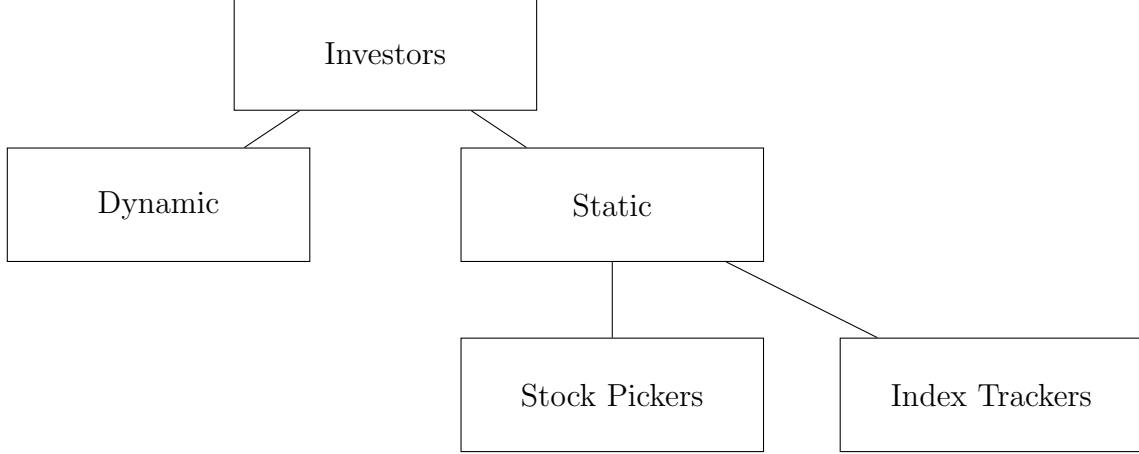 Investors
Dynamic
Static
Stock Pickers
Index Trackers